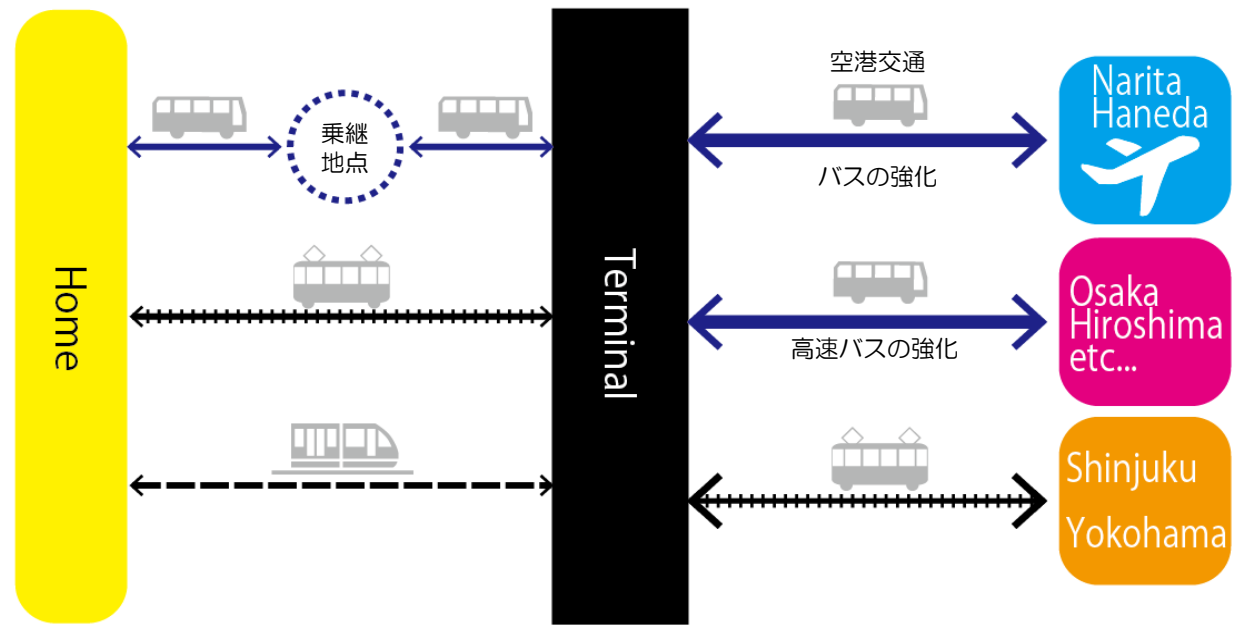 Home
乗継
地点
Terminal
空港交通
バスの強化
Narita
Haneda
高速バスの強化
Osaka
Hiroshima
etc...
Shinjuku
Yokohama